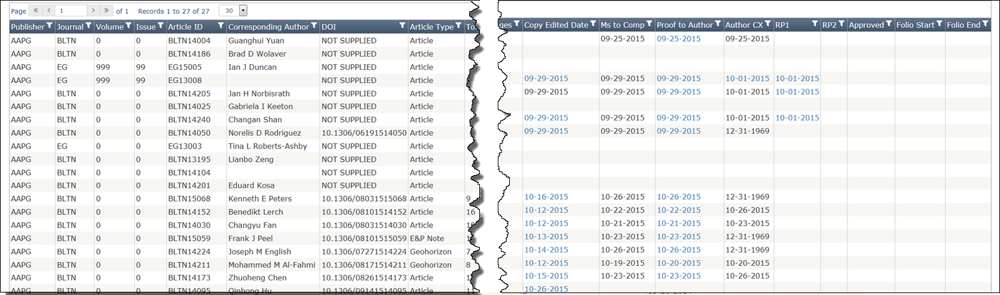 Page 1 of 1 Records 1 to 27 of 27 30
Publisher Journal Volume Issue Article ID Corresponding Author DOI Article Type To ges Copy Edited Date Ms to Comp Proof to Author Author CX RP1 RP2 Approved Folio Start Folio End
AAPG BLTN 0 0 BLTN14004 Guanghui Yuan NOT SUPPLIED Article 09-25-2015 09-25-2015 09-25-2015
AAPG BLTN 0 0 BLTN14186 Brad D Wolaver NOT SUPPLIED Article
AAPG EG 999 99 EG15005 Ian J Duncan NOT SUPPLIED Article
AAPG EG 999 99 EG13008 NOT SUPPLIED Article 09-29-2015 09-29-2015 09-29-2015 10-01-2015 10-01-2015
AAPG BLTN 0 0 BLTN14205 Jan H Norbisrath NOT SUPPLIED Article 09-29-2015 09-29-2015 09-29-2015 10-01-2015 10-01-2015
AAPG BLTN 0 0 BLTN14025 Gabriela I Keeton NOT SUPPLIED Article
AAPG BLTN 0 0 BLTN14240 Changan Shan NOT SUPPLIED Article 09-29-2015 09-29-2015 09-29-2015 10-01-2015 10-01-2015
AAPG BLTN 0 0 BLTN14050 Norelis D Rodriguez 10.1306/06191514050 Article 09-29-2015 09-29-2015 09-29-2015 12-31-1969
AAPG EG 0 0 EG13003 Tina L Roberts-Ashby NOT SUPPLIED Article
AAPG BLTN 0 0 BLTN13195 Lianbo Zeng NOT SUPPLIED Article
AAPG BLTN 0 0 BLTN14104 NOT SUPPLIED Article
AAPG BLTN 0 0 BLTN14201 Eduard Kosa NOT SUPPLIED Article
AAPG BLTN 0 0 BLTN15068 Kenneth E Peters 10.1306/08031515068 Article 9 10-16-2015 10-26-2015 10-26-2015 12-31-1969
AAPG BLTN 0 0 BLTN14152 Benedikt Lerch 10.1306/08101514152 Article 16 10-12-2015 10-22-2015 10-22-2015 10-26-2015
AAPG BLTN 0 0 BLTN14030 Changyu Fan 10.1306/08031514030 Article 10-12-2015 10-21-2015 10-21-2015 10-23-2015
AAPG BLTN 0 0 BLTN15059 Frank J Peel 10.1306/08101515059 E&P Note 10-13-2015 10-23-2015 10-23-2015 12-31-1969
AAPG BLTN 0 0 BLTN14224 Joseph M English 10.1306/07271514224 Geohorizon 7 10-14-2015 10-26-2015 10-26-2015 12-31-1969
AAPG BLTN 0 0 BLTN14211 Mohammed M Al-Fahmi 10.1306/08171514211 Geohorizon 8 10-12-2015 10-19-2015 10-20-2015 10-20-2015
AAPG BLTN 0 0 BLTN14173 Zhuoheng Chen 10.1306/08261514173 Article 10-15-2015 10-23-2015 10-23-2015 10-26-2015
AAPG BLTN 0 0 BLTN14095 Qinhong Hu 10.1306/09141514095 Article 11 10-26-2015